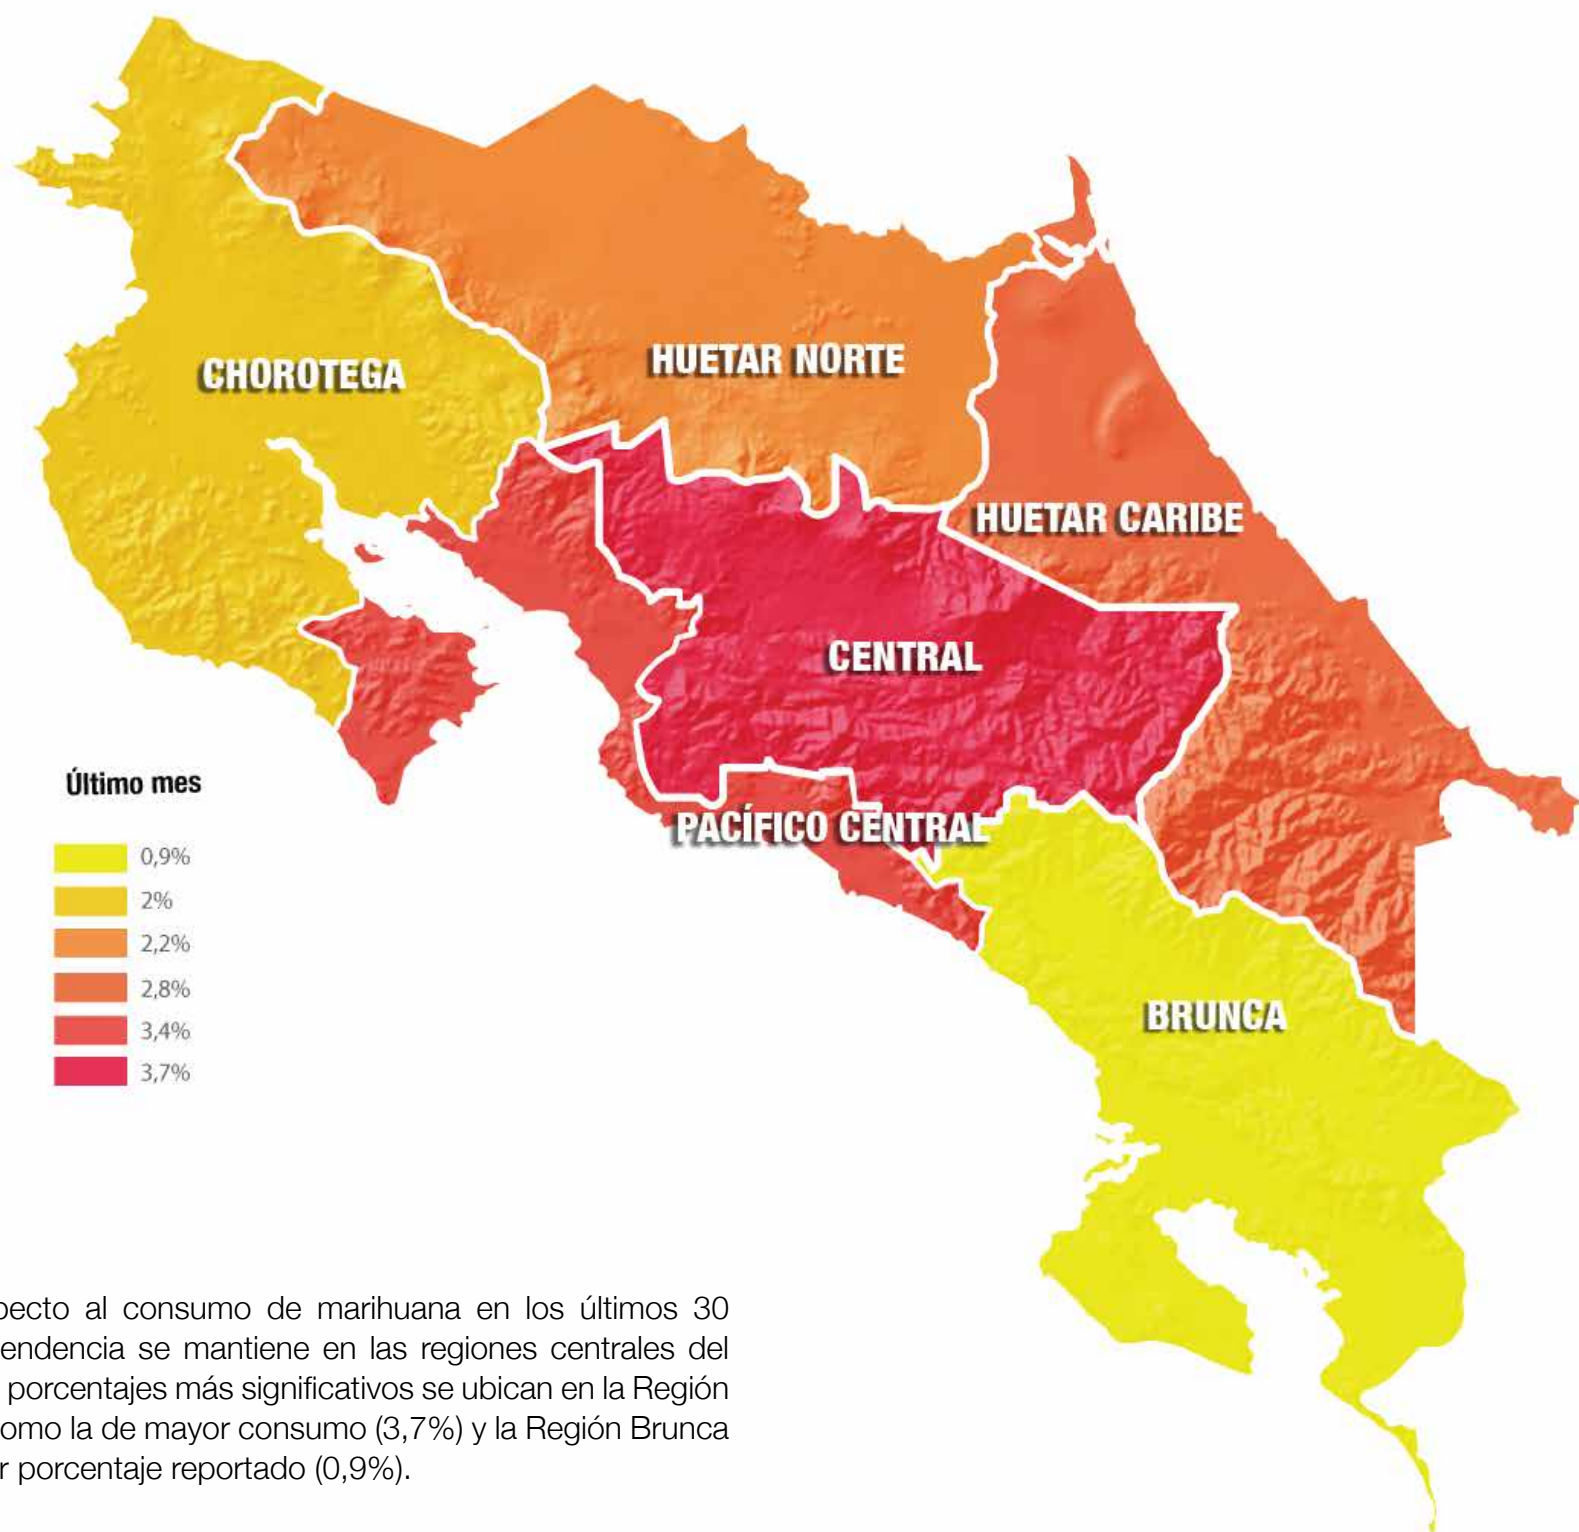 HUETAR NORTE
CHOROTEGA
HUETAR CARIBE
CENTRAL
PACÍFICO CENTRAL
BRUNCA
Último mes
0,9%
2%
2,2%
2,8%
3,4%
3,7%
al consumo de marihuana en los últimos 30
se mantiene en las regiones centrales del
porcentajes más significativos se ubican en la Región
la de mayor consumo (3,7%) y la Región Brunca
porcentaje reportado (0,9%).